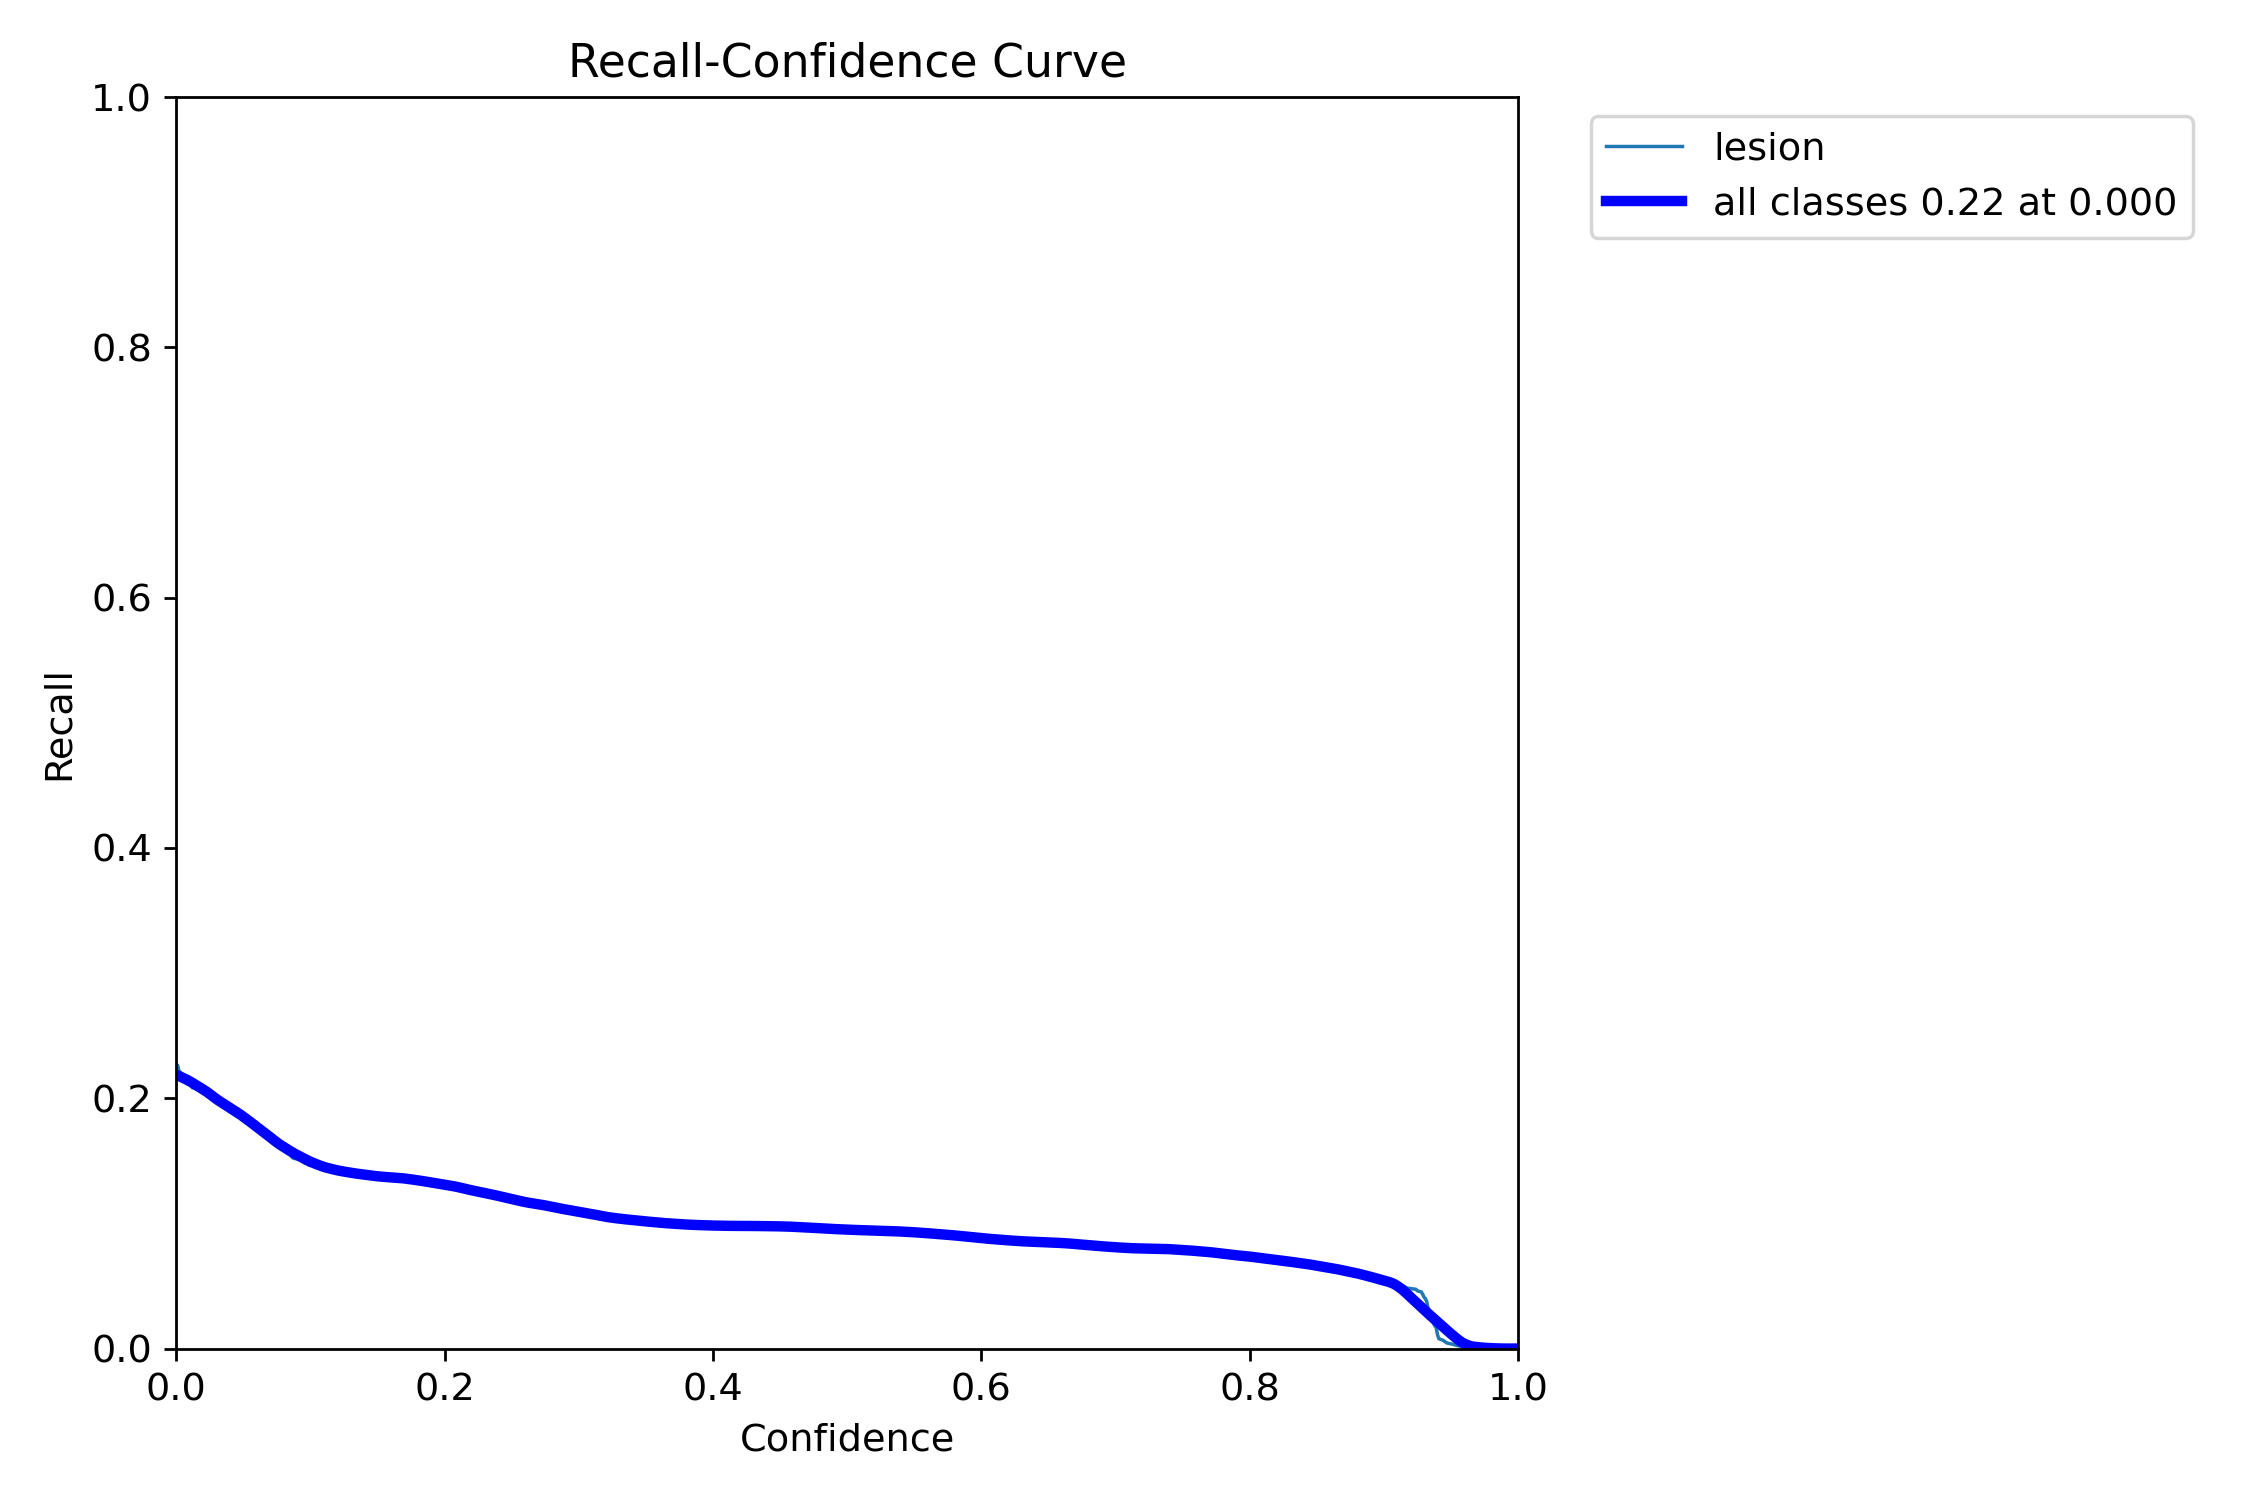 Recall-Confidence Curve
1.0
0.8
0.6
0.4
0.2
0.0
Recall
0.0 0.2 0.4 0.6 0.8 1.0
Confidence
lesion
all classes 0.22 at 0.000